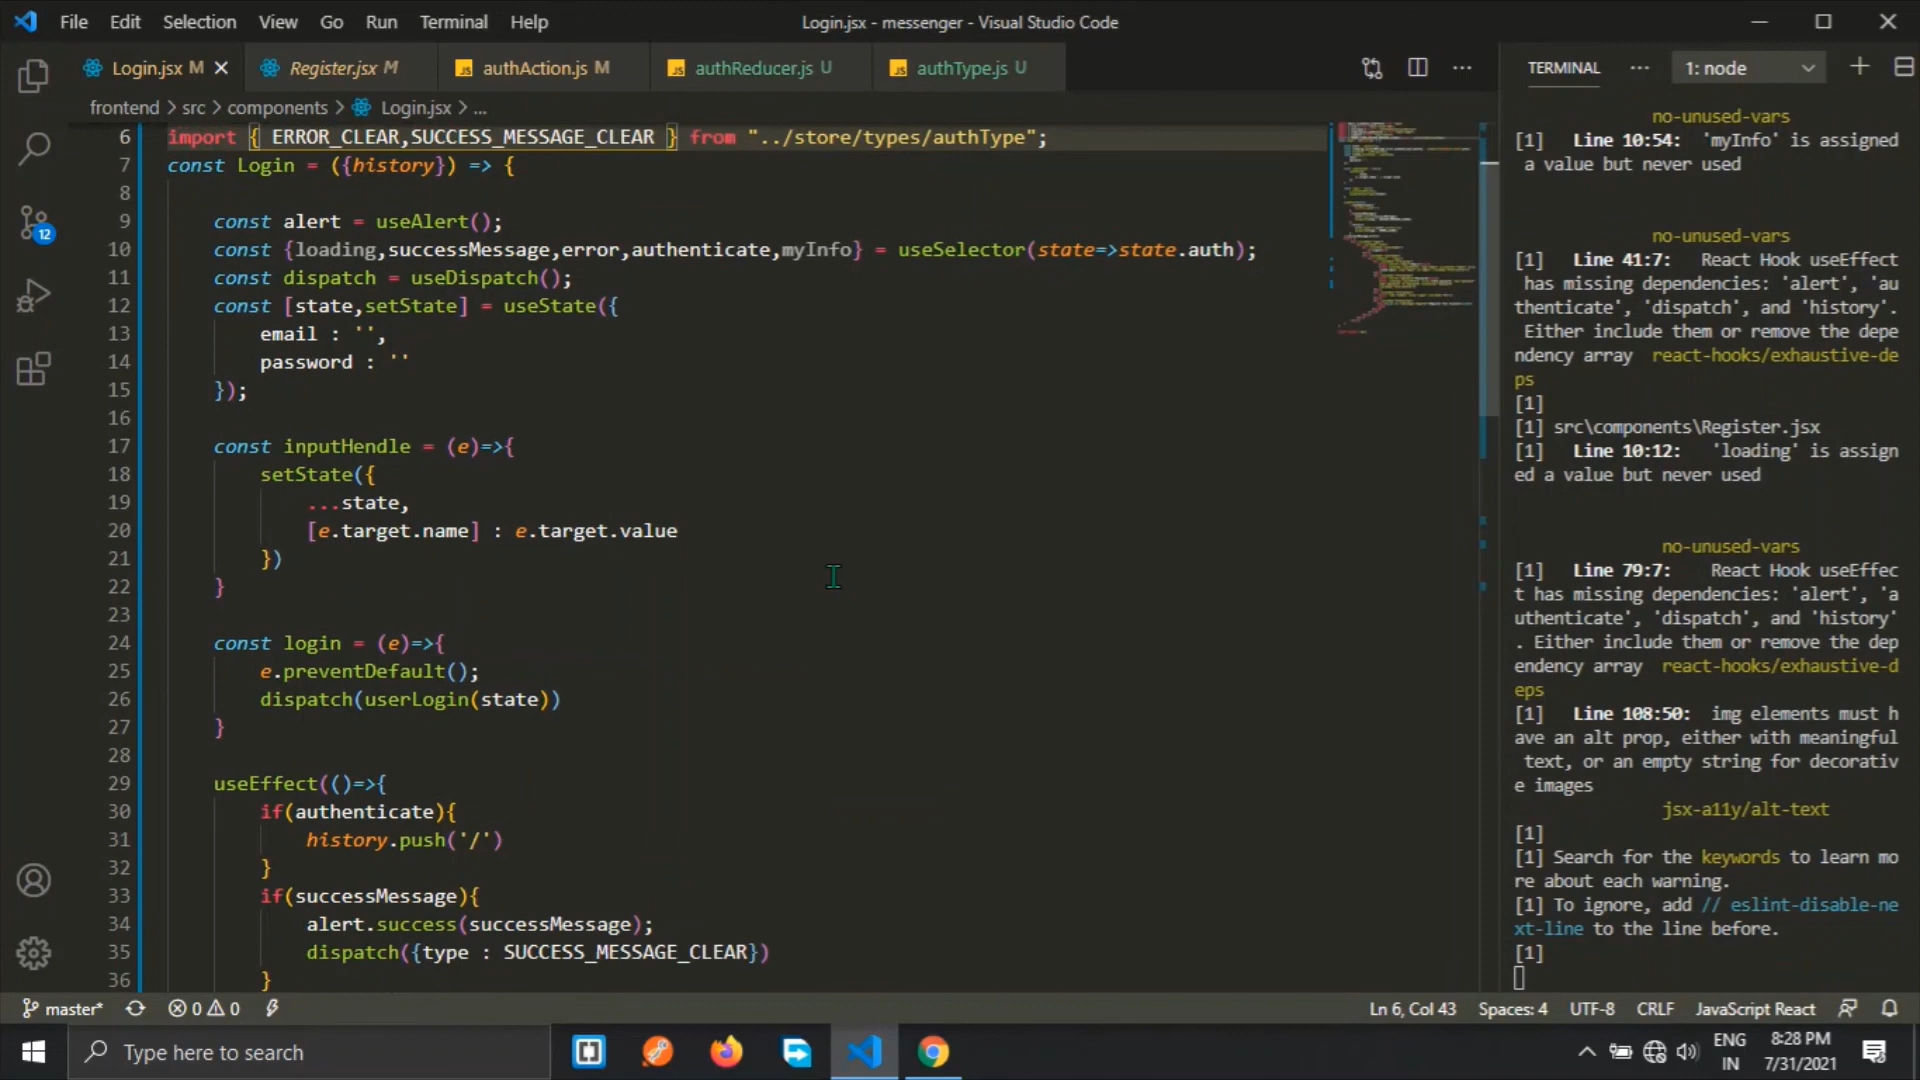 File Edit Selection View Go Run Terminal Help
Login.jsx - messenger - Visual Studio Code
Login.jsx M
Register.jsx M
authAction.js M
authReducer.js U
authType.js U
frontend > src > components > Login.jsx > ...
6 import { ERROR_CLEAR,SUCCESS_MESSAGE_CLEAR } from "../store/types/authType";
7 const Login = ({history}) => {
8
9 const alert = useAlert();
10 const {loading,successMessage,error,authenticate,myInfo} = useSelector(state=>state.auth);
11 const dispatch = useDispatch();
12 const [state,setState] = useState({
13 email : '',
14 password : ''
15 });
16
17 const inputHendle = (e)=>{
18 setState({
19 ...state,
20 [e.target.name] : e.target.value
21 })
22 }
23
24 const login = (e)=>{
25 e.preventDefault();
26 dispatch(userLogin(state))
27 }
28
29 useEffect(()=>{
30 if(authenticate){
31 history.push('/')
32 }
33 if(successMessage){
34 alert.success(successMessage);
35 dispatch({type : SUCCESS_MESSAGE_CLEAR})
36 }
TERMINAL ... 1: node
no-unused-vars
[1] Line 10:54: 'myInfo' is assigned
a value but never used
no-unused-vars
[1] Line 41:7: React Hook useEffect
has missing dependencies: 'alert', 'au
thenticate', 'dispatch', and 'history'.
Either include them or remove the depe
ndency array react-hooks/exhaustive-de
ps
[1]
[1] src\components\Register.jsx
[1] Line 10:12: 'loading' is assign
ed a value but never used
no-unused-vars
[1] Line 79:7: React Hook useEffec
t has missing dependencies: 'alert', 'a
uthenticate', 'dispatch', and 'history'
. Either include them or remove the dep
endency array react-hooks/exhaustive-d
eps
[1] Line 108:50: img elements must h
ave an alt prop, either with meaningful
text, or an empty string for decorativ
e images
jsx-a11y/alt-text
[1]
[1] Search for the keywords to learn mo
re about each warning.
[1] To ignore, add // eslint-disable-ne
xt-line to the line before.
[1]
12
master* 0 0
Ln 6, Col 43 Spaces: 4 UTF-8 CRLF JavaScript React
Type here to search
ENG
IN
8:28 PM
7/31/2021